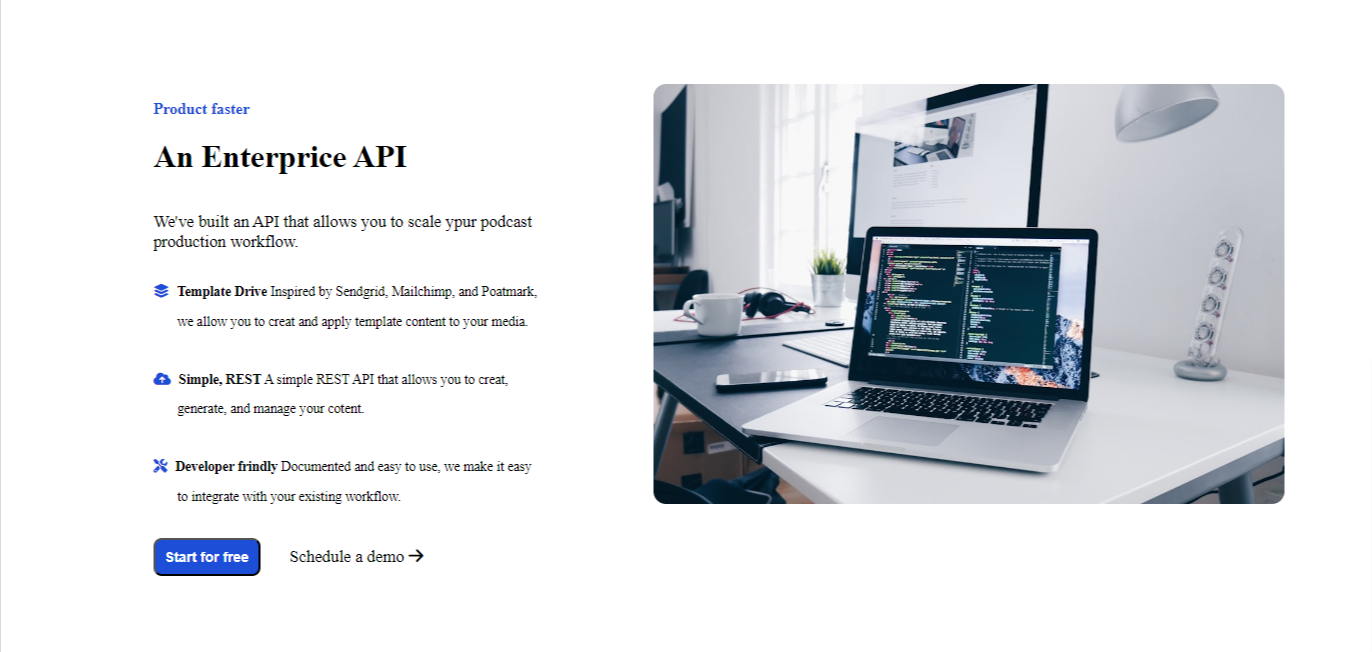 Product faster
An Enterprice API
We've built an API that allows you to scale ypur podcast
production workflow.
Template Drive Inspired by Sendgrid, Mailchimp, and Poatmark,
we allow you to creat and apply template content to your media.
Simple, REST A simple REST API that allows you to creat,
generate, and manage your cotent.
Developer frindly Documented and easy to use, we make it easy
to integrate with your existing workflow.
Start for free
Schedule a demo